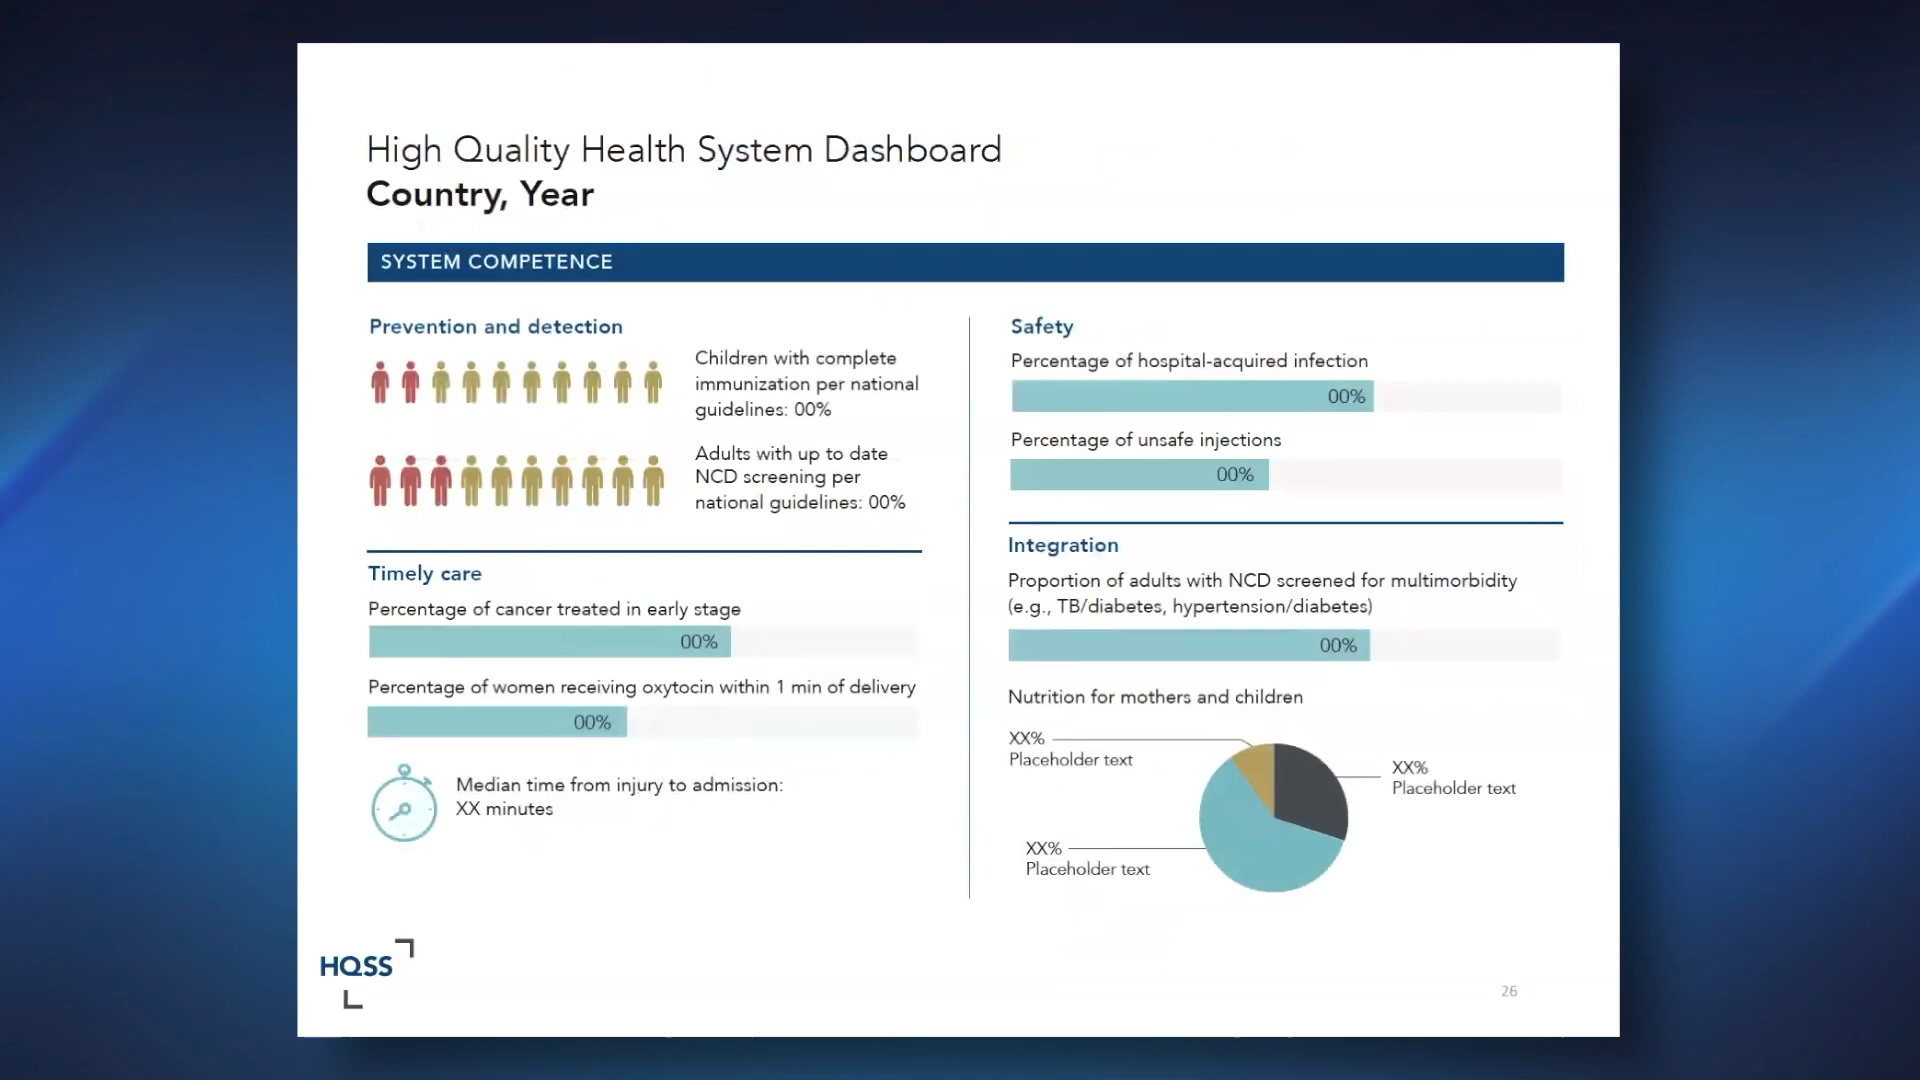 High Quality Health System Dashboard
Country, Year
SYSTEM COMPETENCE
Prevention and detection
Children with complete
immunization per national
guidelines: 00%
Adults with up to date
NCD screening per
national guidelines: 00%
Timely care
Percentage of cancer treated in early stage
00%
Percentage of women receiving oxytocin within 1 min of delivery
00%
Median time from injury to admission:
XX minutes
Safety
Percentage of hospital-acquired infection
00%
Percentage of unsafe injections
00%
Integration
Proportion of adults with NCD screened for multimorbidity
(e.g., TB/diabetes, hypertension/diabetes)
00%
Nutrition for mothers and children
XX%
Placeholder text
XX%
Placeholder text
XX%
Placeholder text
HQSS
26